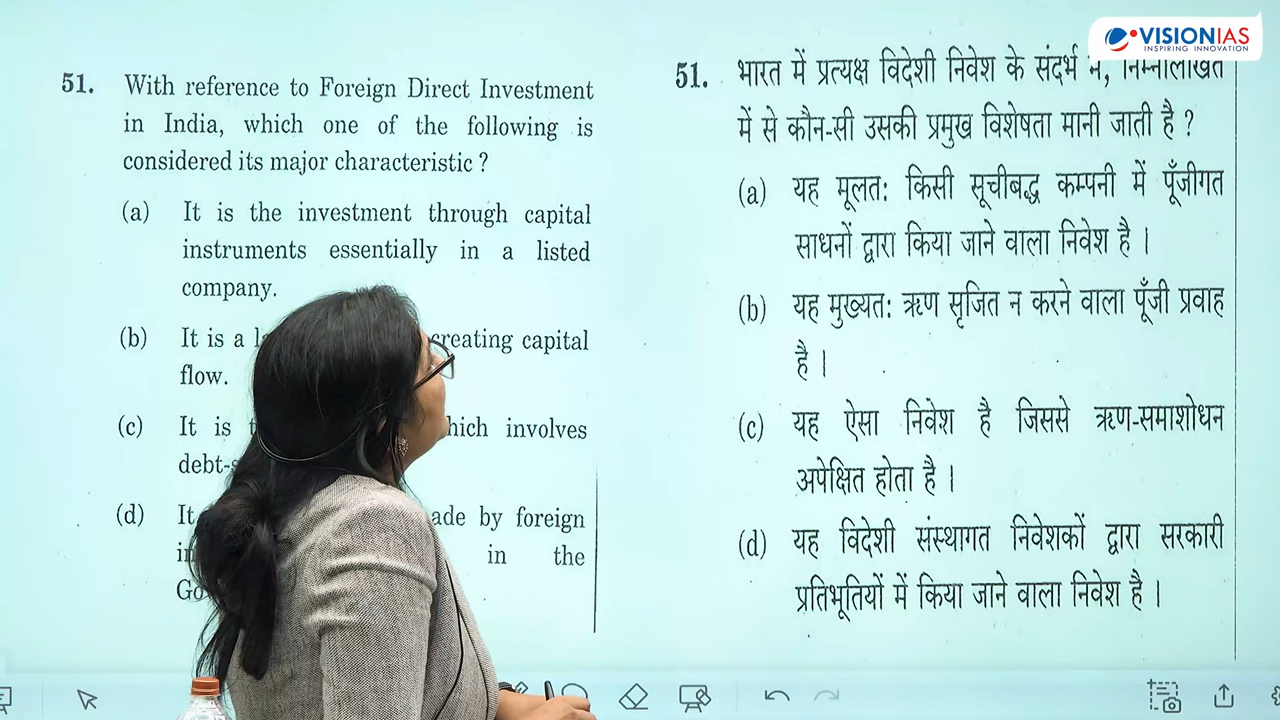 VISIONIAS
INSPIRING INNOVATION
51. With reference to Foreign Direct Investment
in India, which one of the following is
considered its major characteristic ?
(a) It is the investment through capital
instruments essentially in a listed
company.
(b) It is a creating capital
flow.
(c) It is involves
debt-
(d) It by foreign
in the
51. भारत में प्रत्यक्ष विदेशी निवेश के संदर्भ में, निम्नलिखित
में से कौन-सी उसकी प्रमुख विशेषता मानी जाती है ?
(a) यह मूलत: किसी सूचीबद्ध कम्पनी में पूँजीगत
साधनों द्वारा किया जाने वाला निवेश है ।
(b) यह मुख्यत: ऋण सृजित न करने वाला पूँजी प्रवाह
है ।
(c) यह ऐसा निवेश है जिससे ऋण-समाशोधन
अपेक्षित होता है ।
(d) यह विदेशी संस्थागत निवेशकों द्वारा सरकारी
प्रतिभूतियों में किया जाने वाला निवेश है ।